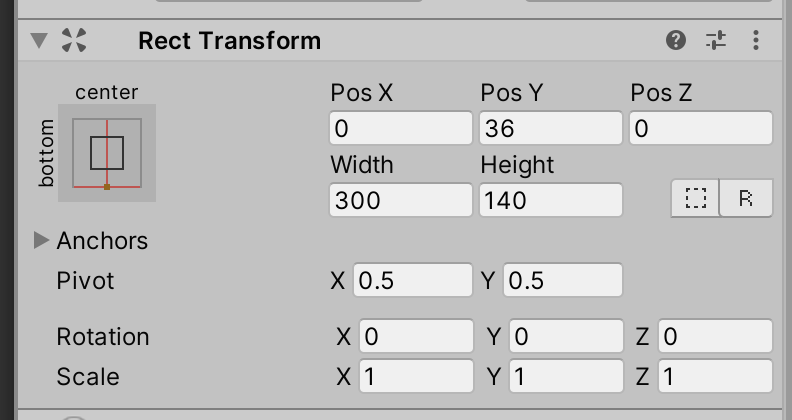 Rect Transform
center
bottom
Pos X Pos Y Pos Z
0 36 0
Width Height
300 140 R
Anchors
Pivot X 0.5 Y 0.5
Rotation X 0 Y 0 Z 0
Scale X 1 Y 1 Z 1